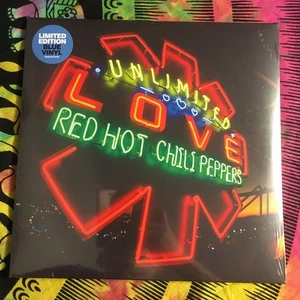 LIMITED
EDITION
BLUE
VINYL
UNLIMITED
LOVE
RED HOT CHILI PEPPERS